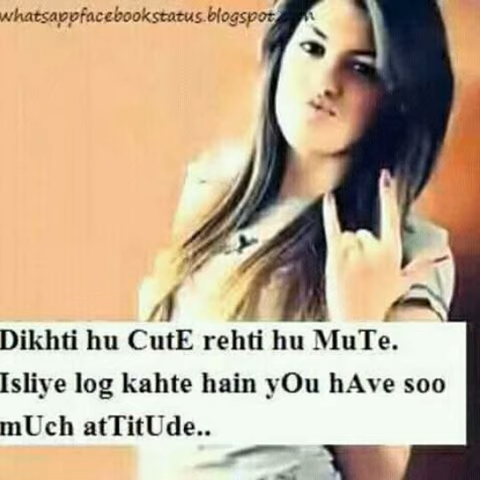 whatsappfacebookstatus.blogspot.com
Dikhti hu CutE rehti hu MuTe.
Isliye log kahte hain yOu hAve soo
mUch atTitUde..